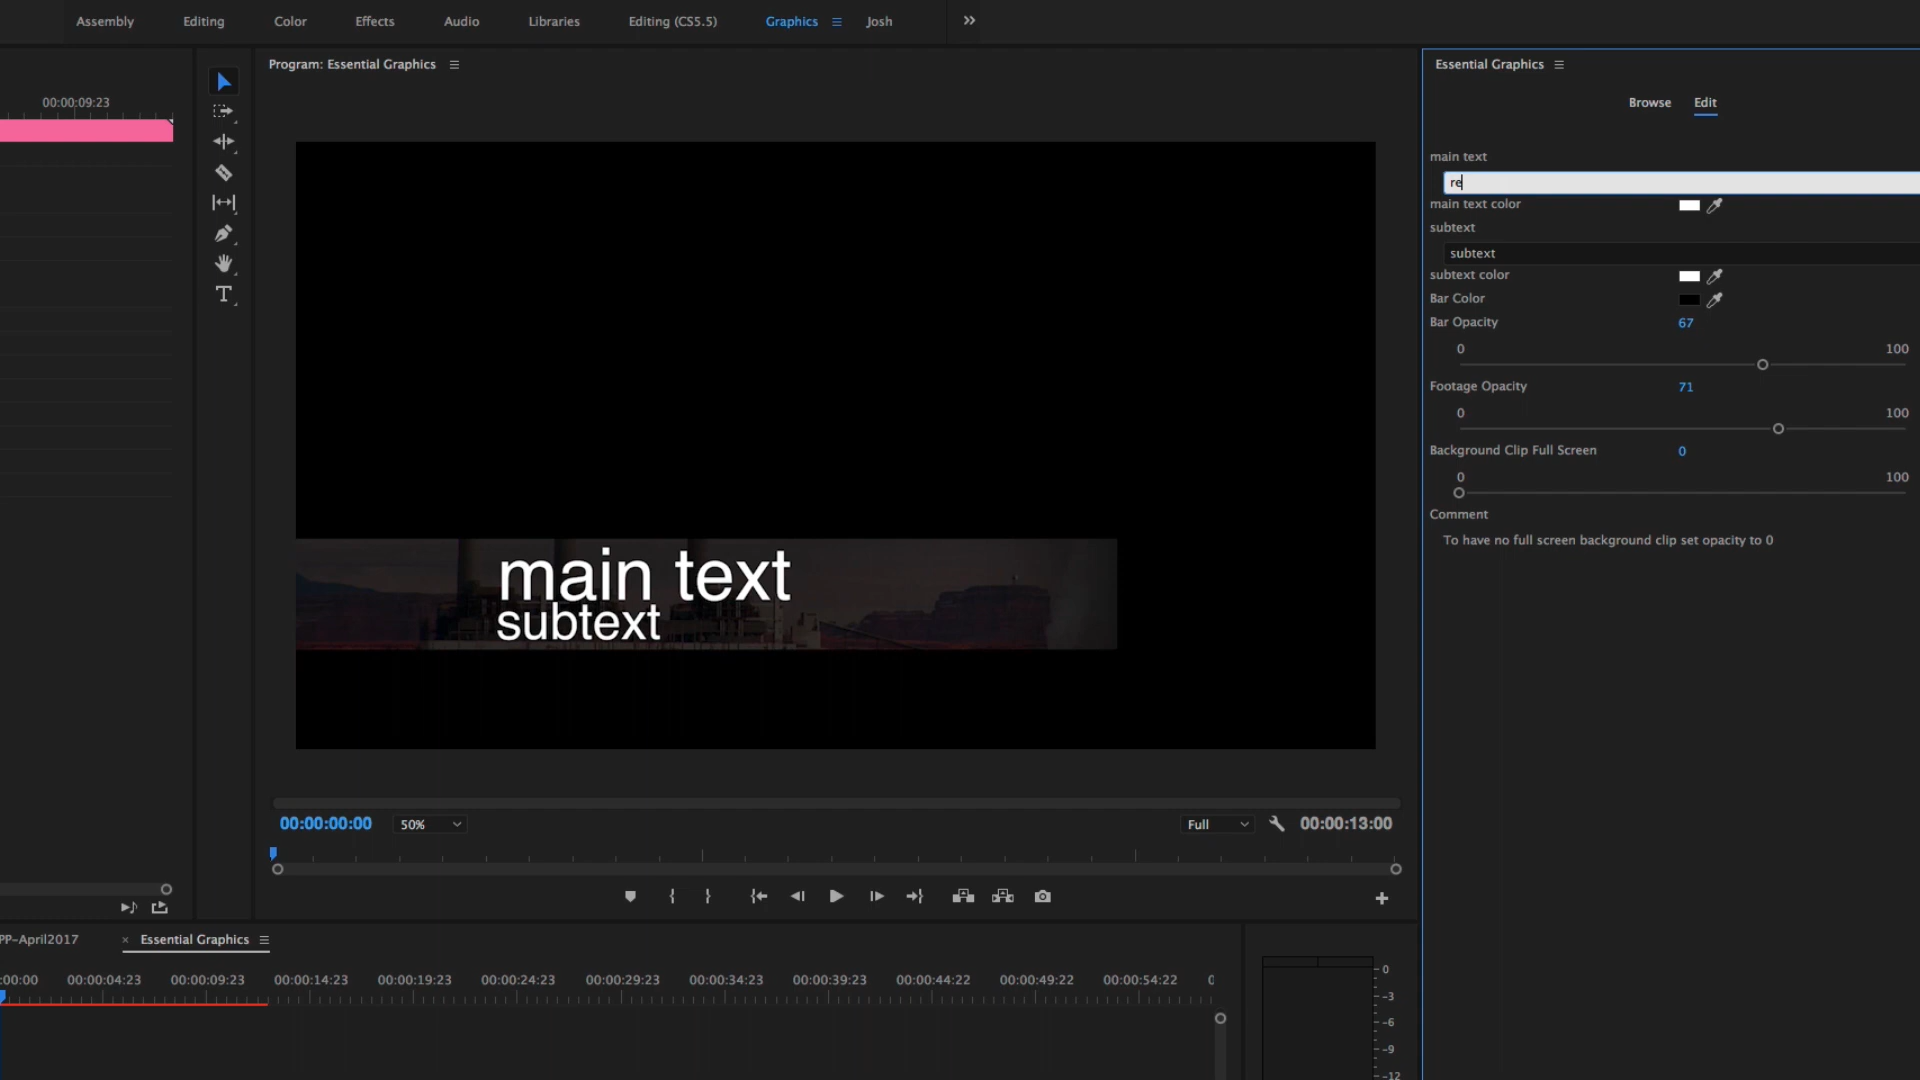 Assembly Editing Color Effects Audio Libraries Editing (CS5.5) Graphics Josh
Program: Essential Graphics
Essential Graphics
00:00:09:23
Browse Edit
main text
re
main text color
subtext
subtext
subtext color
Bar Color
Bar Opacity 67
0 100
Footage Opacity 71
0 100
Background Clip Full Screen 0
0 100
Comment
To have no full screen background clip set opacity to 0
main text
subtext
00:00:00:00 50% Full 00:00:13:00
PP-April2017 × Essential Graphics
:00:00 00:00:04:23 00:00:09:23 00:00:14:23 00:00:19:23 00:00:24:23 00:00:29:23 00:00:34:23 00:00:39:23 00:00:44:22 00:00:49:22 00:00:54:22 0
0
-3
-6
-9
-12